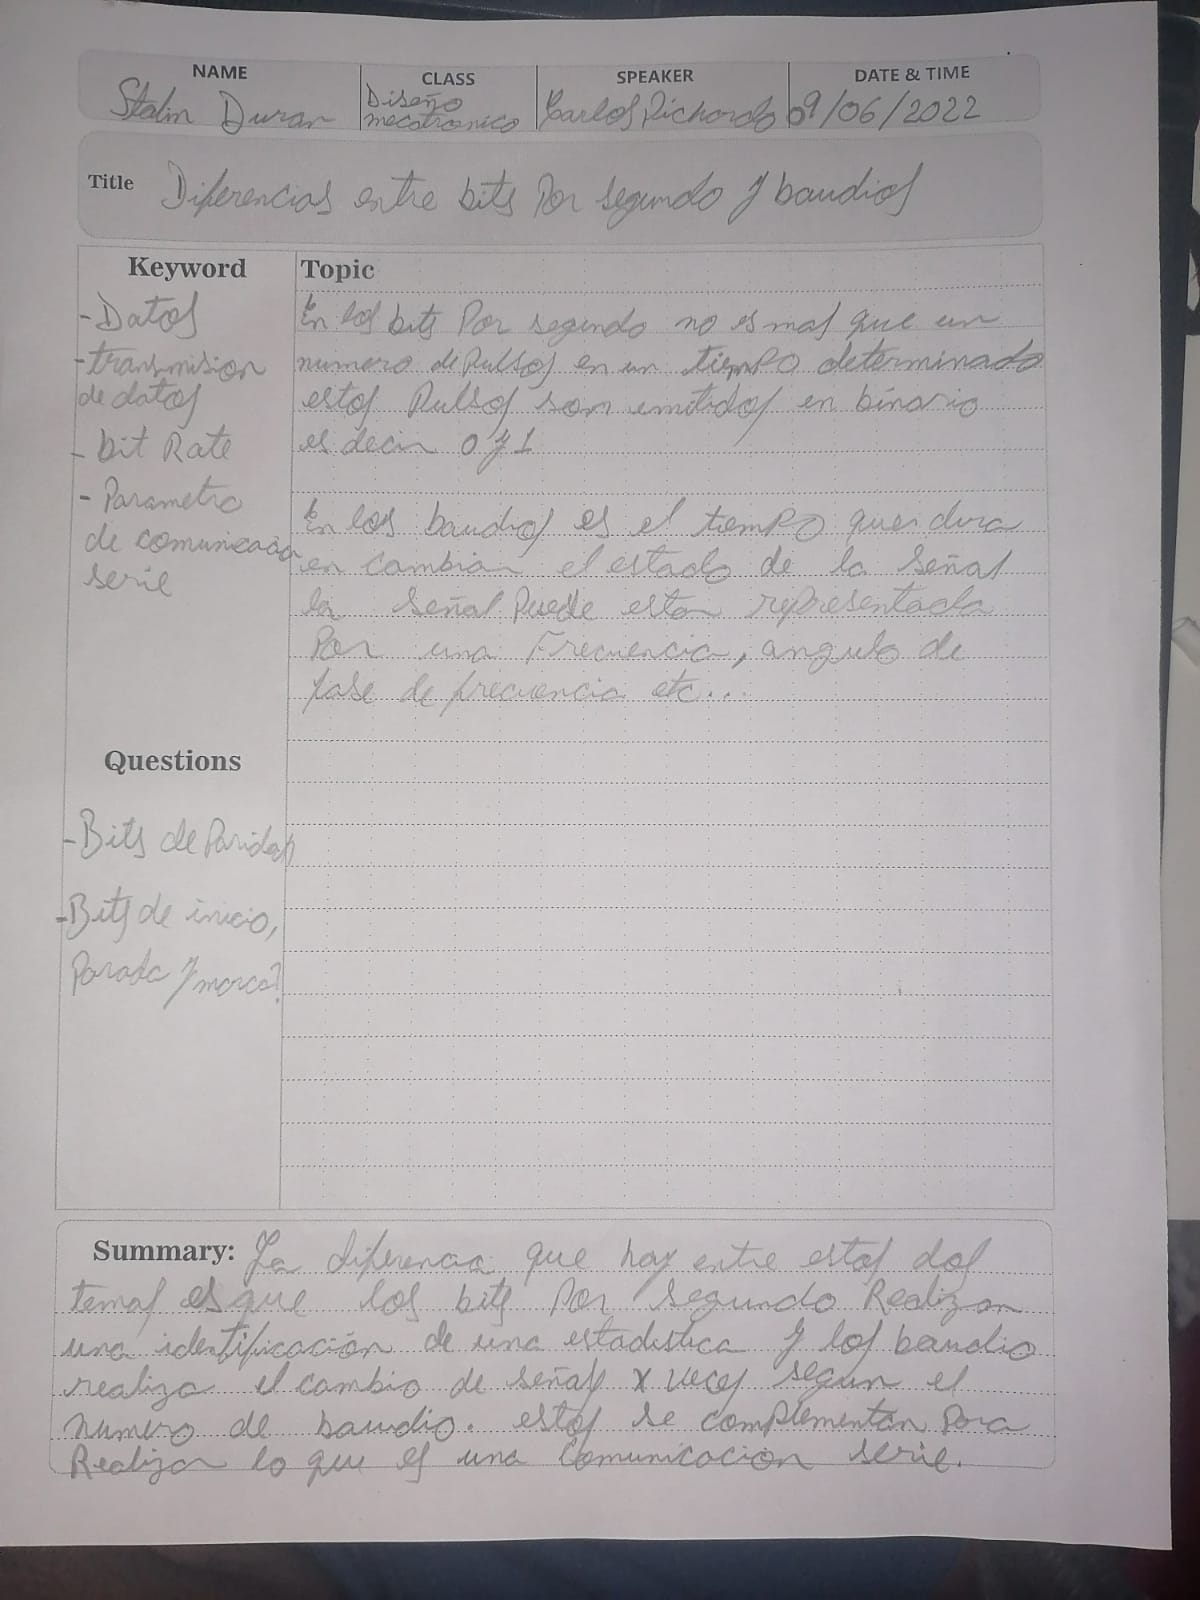 NAME
CLASS
SPEAKER
DATE & TIME
Stalin Duran
Diseño
mecatronico
Carlos Pichardo
09/06/2022
Title Diferencias entre bits Por segundo y baudios
Keyword
- Datos
- transmision
de datos
- bit Rate
- Parametro
de comunicación
serie
Topic
En los bits Por segundo no es mas que un
numero de Pulsos en un tiempo determinado
estos Pulsos son emitidos en binario
es decir 0 y 1
En los baudios es el tiempo que dura
en cambiar el estado de la señal
la señal Puede estar representada
Por una Frecuencia, angulo de
fase de frecuencia etc...
Questions
- Bits de Paridad
- Bits de inicio,
Parada y marca?
Summary: La diferencia que hay entre estos dos
temas es que los bits Por segundo Realizan
una identificación de una estadistica y los baudio
realiza el cambio de señal x veces segun el
numero de baudio. estos se complementan Para
Realizar lo que es una Comunicacion serie.